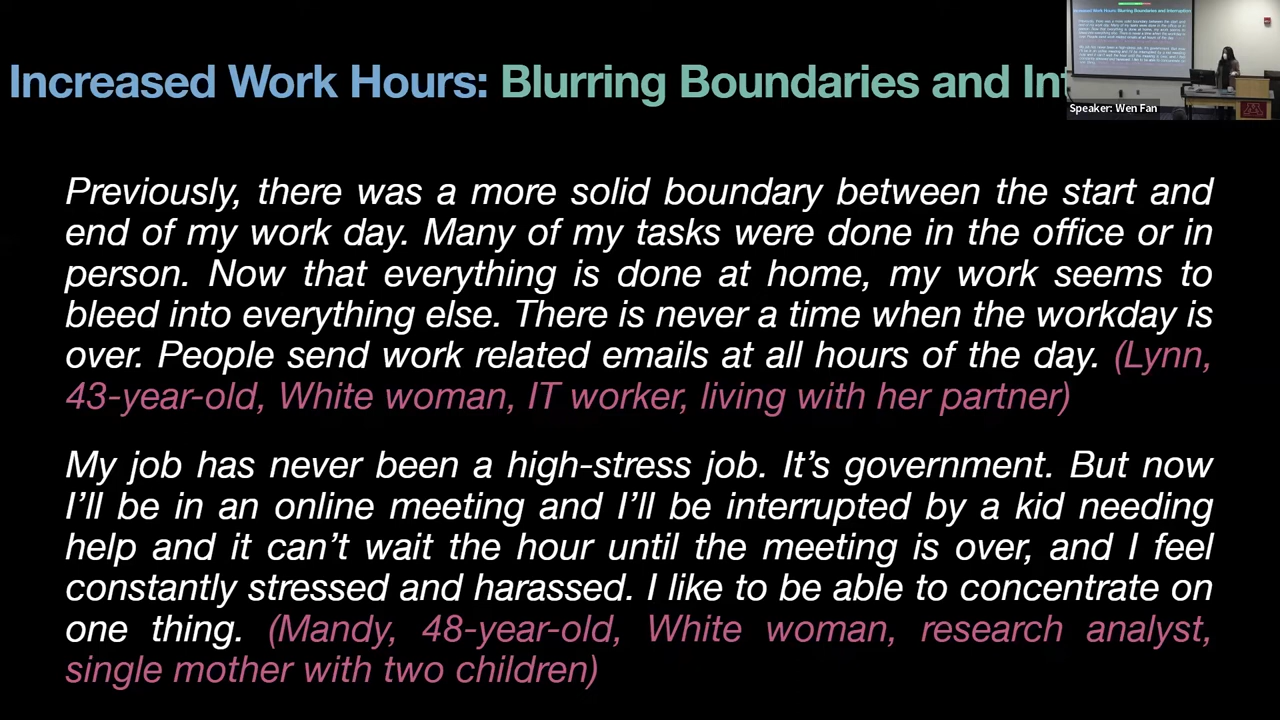 Increased Work Hours: Blurring Boundaries and
Speaker: Wen Fan
Previously, there was a more solid boundary between the start and
end of my work day. Many of my tasks were done in the office or in
person. Now that everything is done at home, my work seems to
bleed into everything else. There is never a time when the workday is
over. People send work related emails at all hours of the day. (Lynn,
43-year-old, White woman, IT worker, living with her partner)
My job has never been a high-stress job. It’s government. But now
I’ll be in an online meeting and I’ll be interrupted by a kid needing
help and it can’t wait the hour until the meeting is over, and I feel
constantly stressed and harassed. I like to be able to concentrate on
one thing. (Mandy, 48-year-old, White woman, research analyst,
single mother with two children)